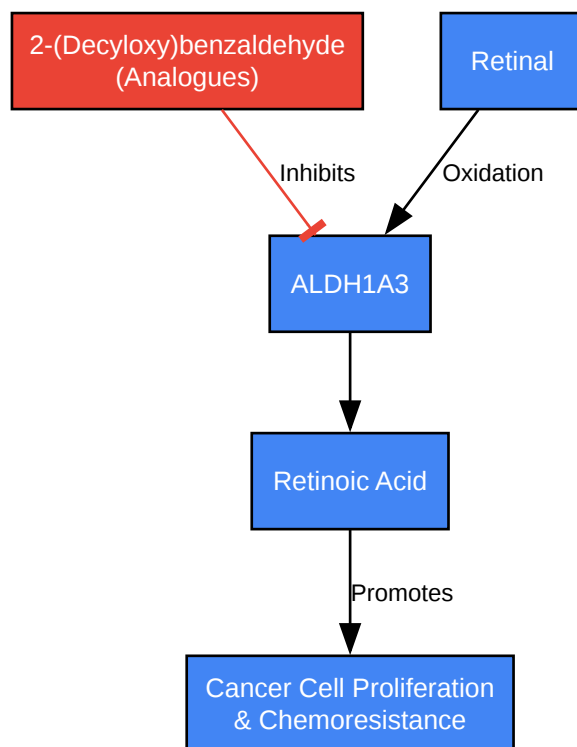 2-(Decyloxy)benzaldehyde
(Analogues)
Retinal
Inhibits
Oxidation
ALDH1A3
Retinoic Acid
Promotes
Cancer Cell Proliferation
& Chemoresistance